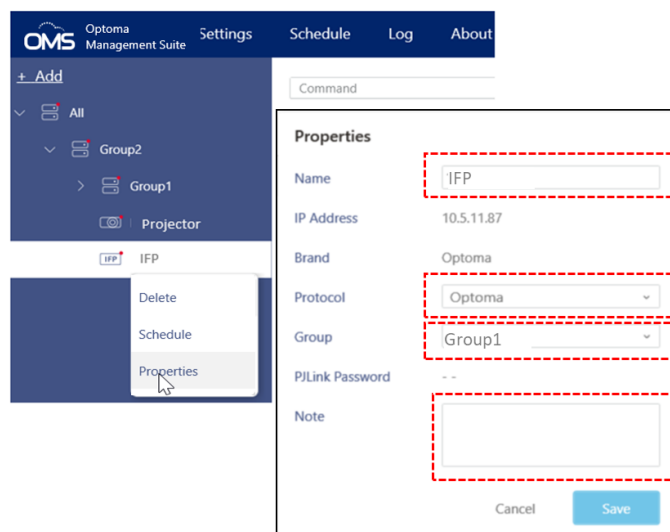 OMS Optoma Management Suite Settings Schedule Log About
+ Add
Command
All
Group2
Group1
Projector
IFP IFP
Delete
Schedule
Properties
Properties
Name IFP
IP Address 10.5.11.87
Brand Optoma
Protocol Optoma
Group Group1
PJLink Password - -
Note
Cancel Save